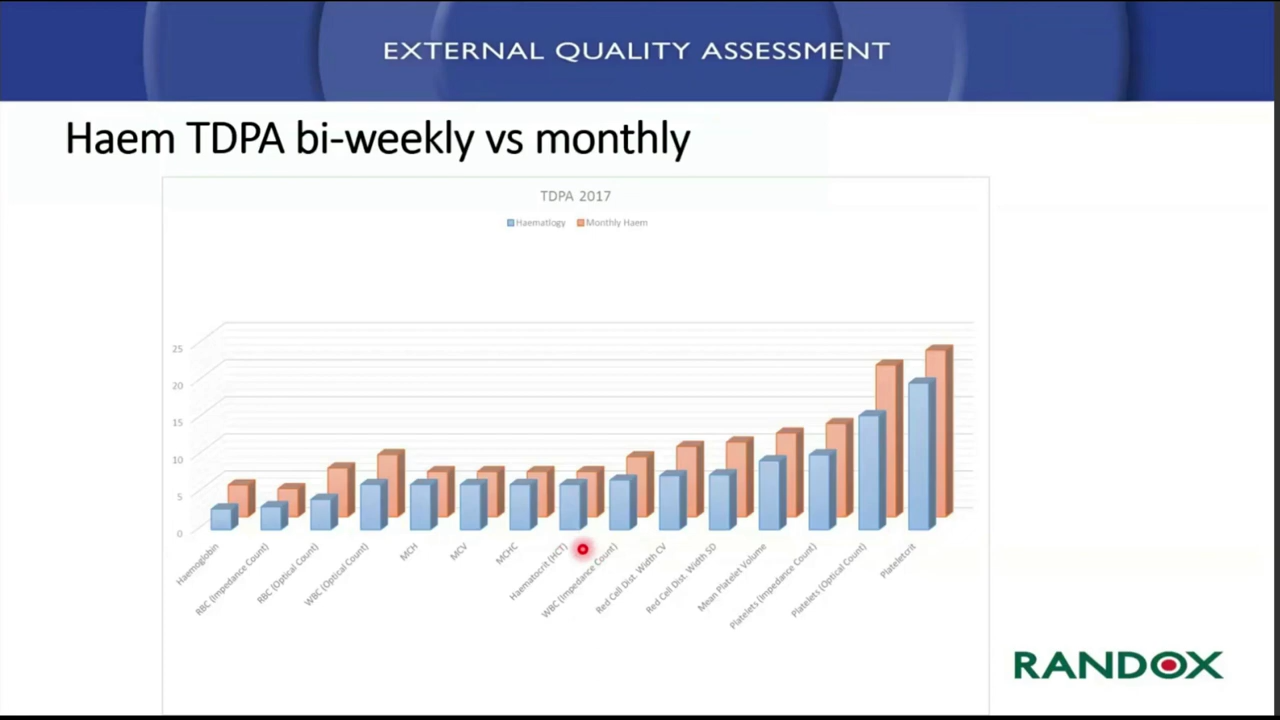 EXTERNAL QUALITY ASSESSMENT
Haem TDPA bi-weekly vs monthly
TDPA 2017
Haematlogy Monthly Haem
25
20
15
10
5
0
Haemoglobin
RBC (Impedance Count)
RBC (Optical Count)
WBC (Optical Count)
MCH
MCV
MCHC
Haematocrit (HCT)
WBC (Impedance Count)
Red Cell Dist. Width CV
Red Cell Dist. Width SD
Mean Platelet Volume
Platelets (Impedance Count)
Platelets (Optical Count)
Plateletcrit
RANDOX